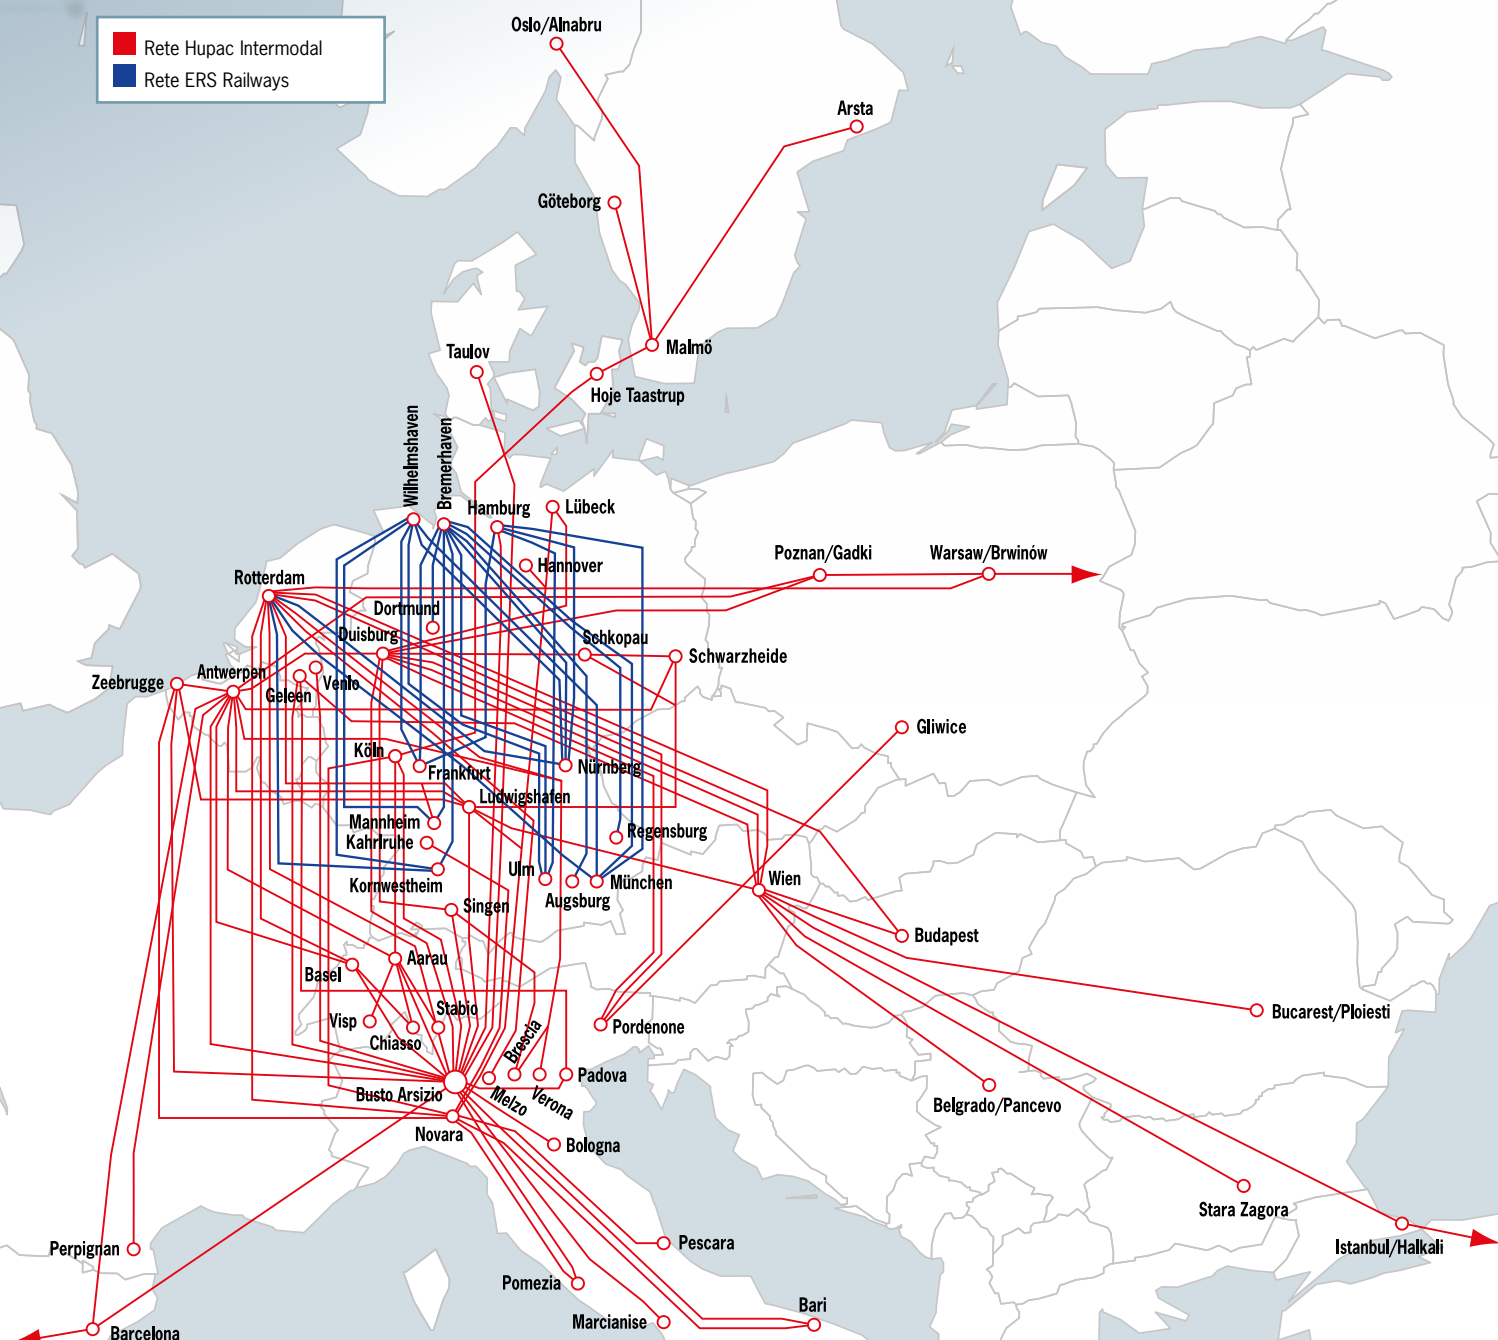 Rete Hupac Intermodal
Rete ERS Railways
Oslo/Alnabru
Arsta
Göteborg
Malmö
Taulov
Hoje Taastrup
Wilhelmshaven
Bremerhaven
Hamburg
Lübeck
Hannover
Poznan/Gadki
Warsaw/Brwinów
Rotterdam
Dortmund
Duisburg
Schkopau
Schwarzheide
Zeebrugge
Antwerpen
Geleen
Venlo
Gliwice
Köln
Frankfurt
Nürnberg
Ludwigshafen
Mannheim
Kahrlruhe
Regensburg
Kornwestheim
Ulm
Augsburg
München
Wien
Singen
Budapest
Basel
Aarau
Visp
Chiasso
Stabio
Brescia
Pordenone
Bucarest/Ploiesti
Busto Arsizio
Melzo
Verona
Padova
Belgrado/Pancevo
Novara
Bologna
Stara Zagora
Perpignan
Pescara
Istanbul/Halkali
Pomezia
Marcianise
Bari
Barcelona